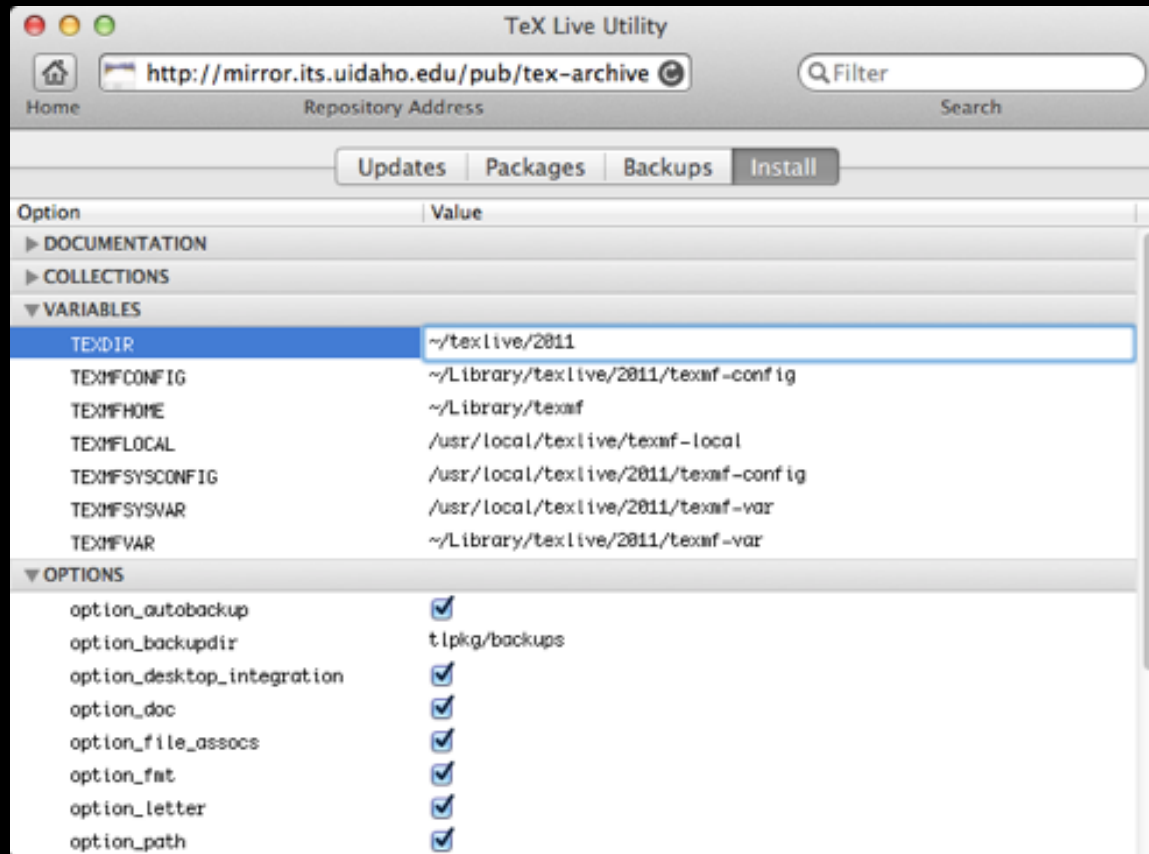 TeX Live Utility
http://mirror.its.uidaho.edu/pub/tex-archive Filter
Home Repository Address Search
Updates Packages Backups Install
Option Value
DOCUMENTATION
COLLECTIONS
VARIABLES
TEXDIR ~/texlive/2011
TEXMFCONFIG ~/Library/texlive/2011/texmf-config
TEXMFHOME ~/Library/texmf
TEXMFLOCAL /usr/local/texlive/texmf-local
TEXMFSYSCONFIG /usr/local/texlive/2011/texmf-config
TEXMFSYSVAR /usr/local/texlive/2011/texmf-var
TEXMFVAR ~/Library/texlive/2011/texmf-var
OPTIONS
option_autobackup
option_backupdir tlpkg/backups
option_desktop_integration
option_doc
option_file_assocs
option_fmt
option_letter
option_path